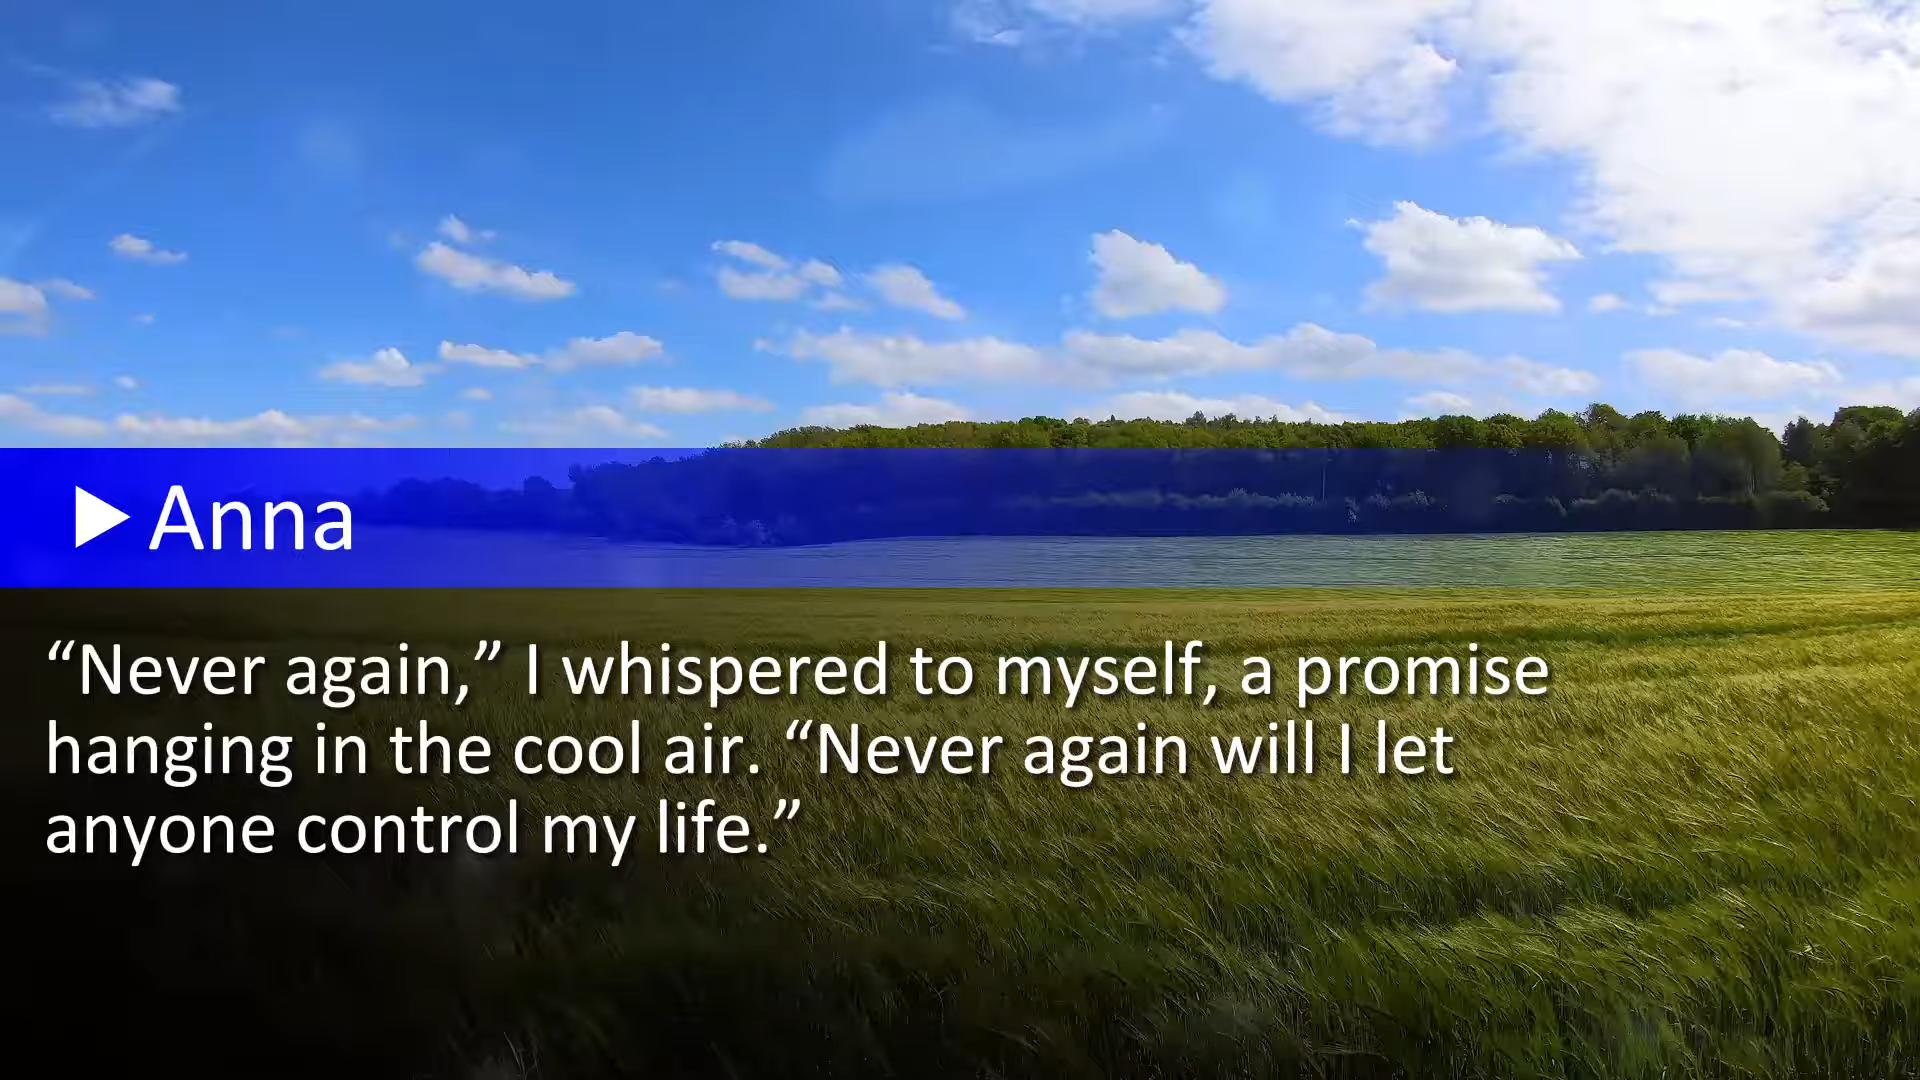 Anna
“Never again,” I whispered to myself, a promise
hanging in the cool air. “Never again will I let
anyone control my life.”